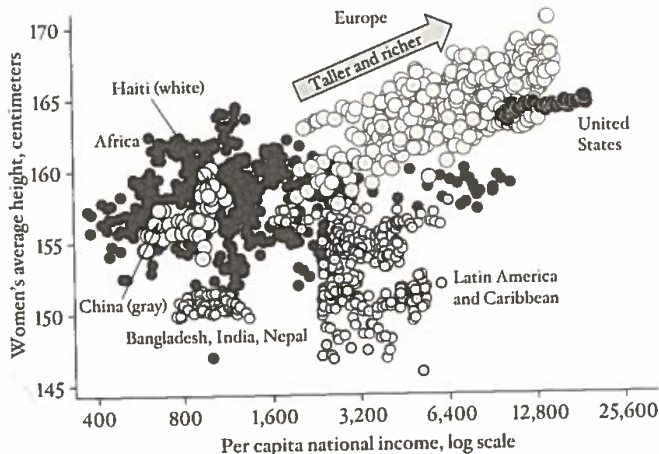 Europe
Taller and richer
Haiti (white)
Africa
United
States
China (gray)
Bangladesh, India, Nepal
Latin America
and Caribbean
Women's average height, centimeters
170
165
160
155
150
145
400 800 1,600 3,200 6,400 12,800 25,600
Per capita national income, log scale